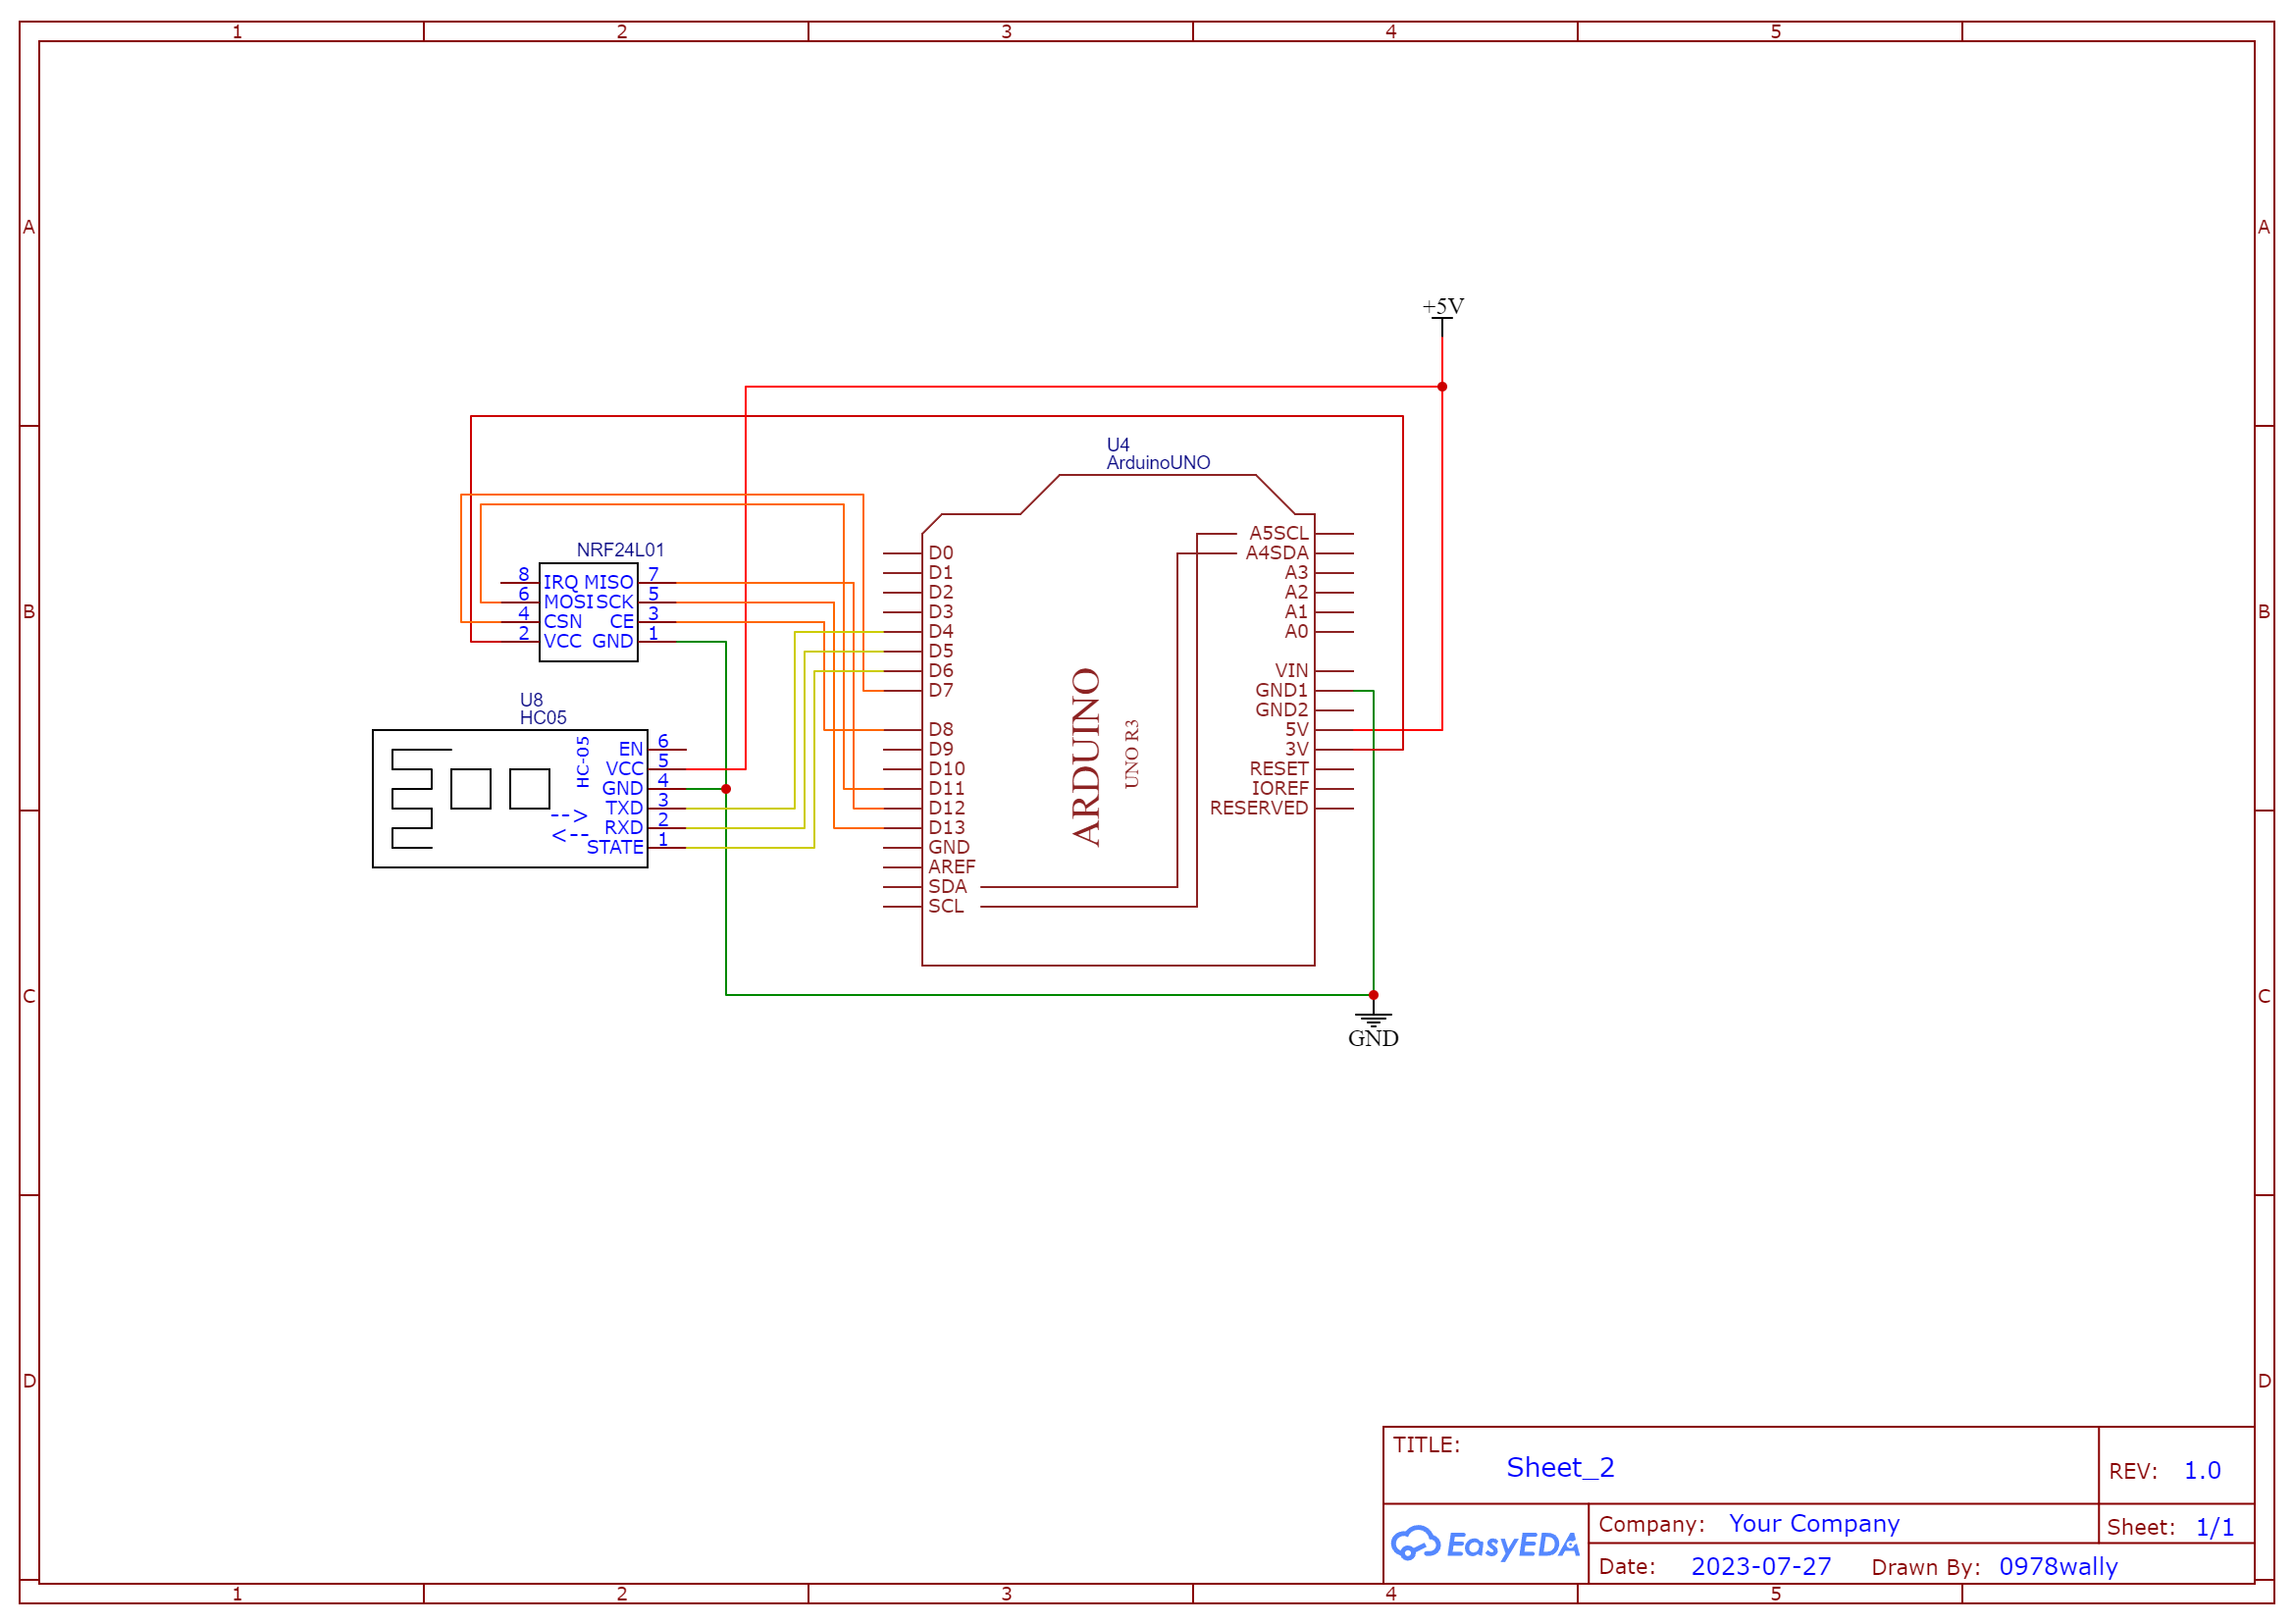 1 2 3 4 5
A A
+5V
U4
ArduinoUNO
A5SCL
NRF24L01
D0 A4SDA
8 IRQ MISO 7 D1 A3
6 MOSI SCK 5 D2 A2
B 4 CSN CE 3 D3 A1 B
2 VCC GND 1 D4 A0
D5
D6 VIN
D7 GND1
U8 GND2
HC05
D8 5V
EN 6 D9 3V
VCC 5 D10 RESET
GND 4 D11 IOREF
TXD 3 D12 RESERVED
--> RXD 2 D13
<-- STATE 1 GND
HC-05
ARDUINO
UNO R3
AREF
SDA
SCL
C C
GND
D D
TITLE:
Sheet_2
REV: 1.0
EasyEDA
Company: Your Company
Sheet: 1/1
Date: 2023-07-27 Drawn By: 0978wally
1 2 3 4 5